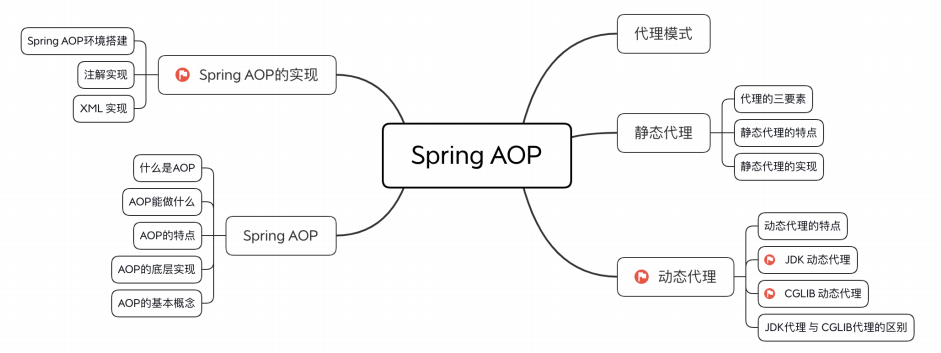 Spring AOP
代理模式
静态代理
代理的三要素
静态代理的特点
静态代理的实现
动态代理
动态代理的特点
JDK 动态代理
CGLIB 动态代理
JDK代理 与 CGLIB代理的区别
Spring AOP的实现
Spring AOP环境搭建
注解实现
XML 实现
Spring AOP
什么是AOP
AOP能做什么
AOP的特点
AOP的底层实现
AOP的基本概念